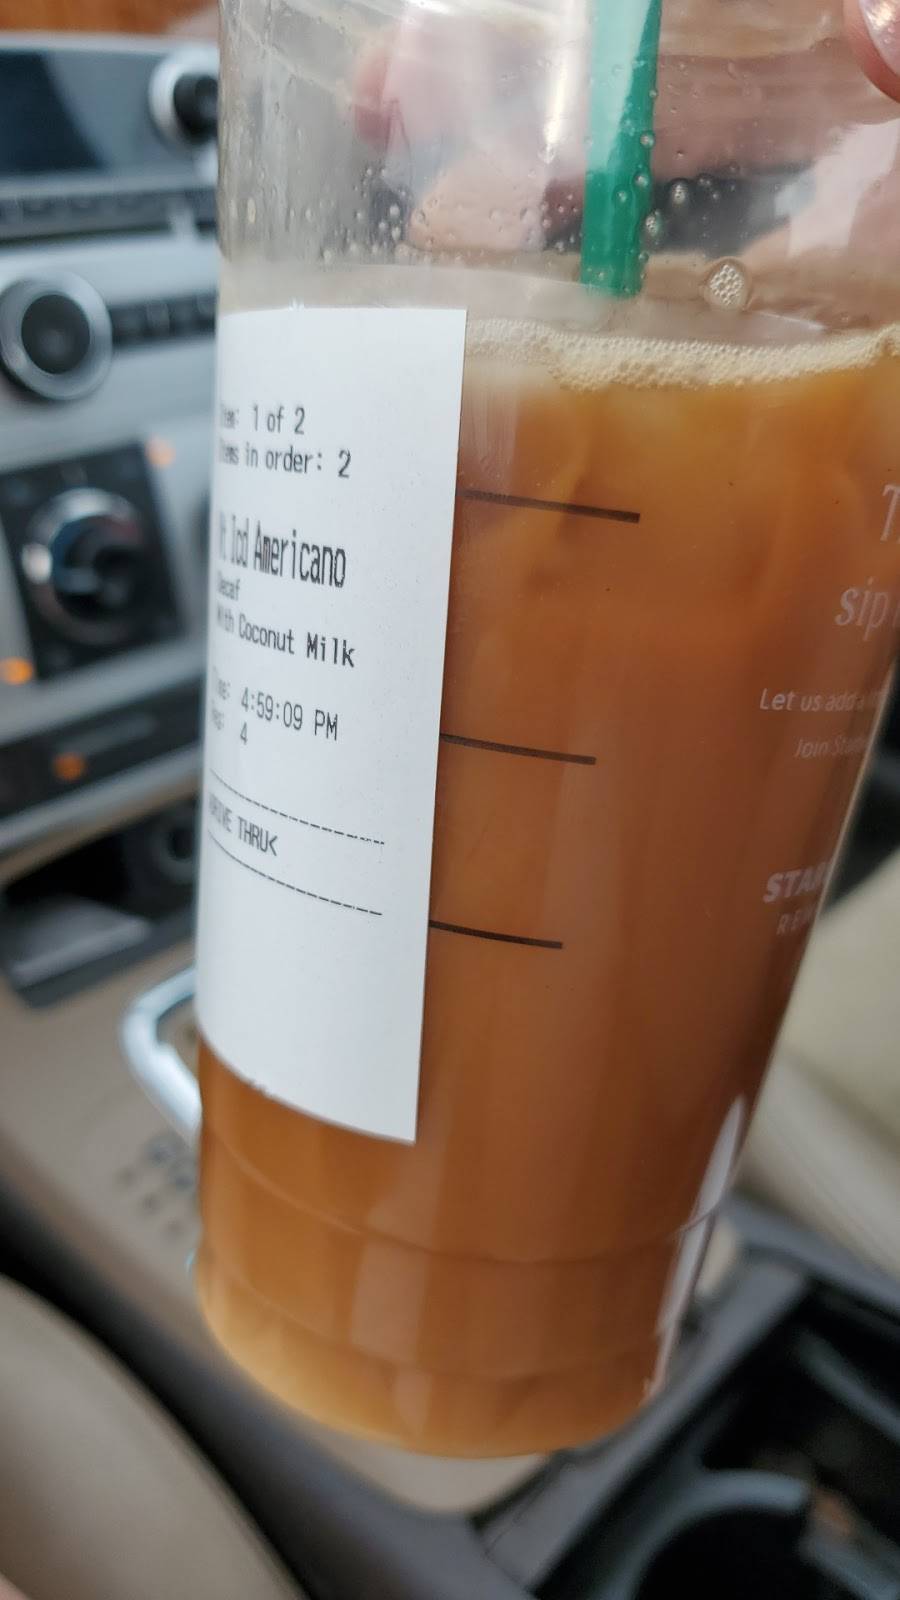 1 of 2
in order: 2
Icd Americano
Decaf
With Coconut Milk
4:59:09 PM
4
THRU<
sip
Let us add a
Join